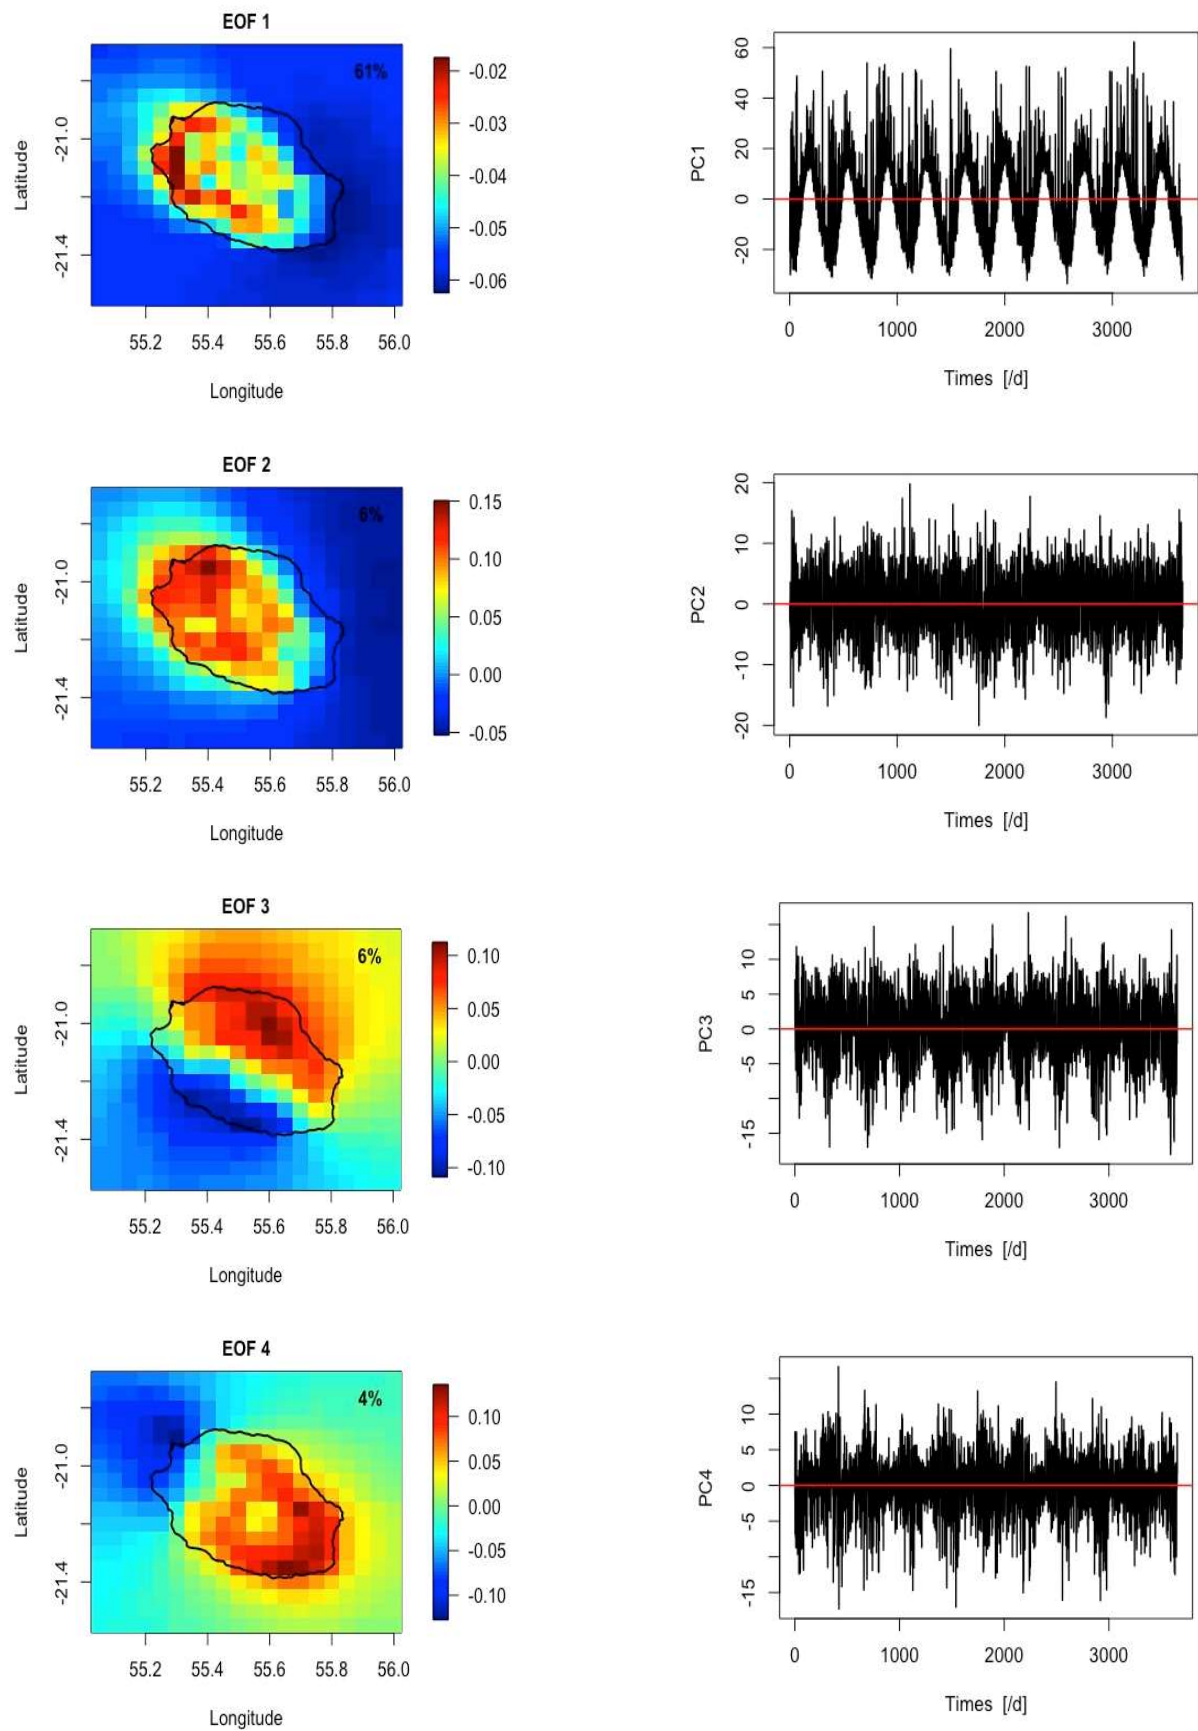 EOF 1
61%
Latitude
-21.0
-21.4
55.2 55.4 55.6 55.8 56.0
Longitude
-0.02
-0.03
-0.04
-0.05
-0.06
PC1
60
40
20
0
-20
0 1000 2000 3000
Times [/d]
EOF 2
6%
Latitude
-21.0
-21.4
55.2 55.4 55.6 55.8 56.0
Longitude
0.15
0.10
0.05
0.00
-0.05
PC2
20
10
0
-10
-20
0 1000 2000 3000
Times [/d]
EOF 3
6%
Latitude
-21.0
-21.4
55.2 55.4 55.6 55.8 56.0
Longitude
0.10
0.05
0.00
-0.05
-0.10
PC3
10
5
0
-5
-15
0 1000 2000 3000
Times [/d]
EOF 4
4%
Latitude
-21.0
-21.4
55.2 55.4 55.6 55.8 56.0
Longitude
0.10
0.05
0.00
-0.05
-0.10
PC4
10
5
0
-5
-15
0 1000 2000 3000
Times [/d]